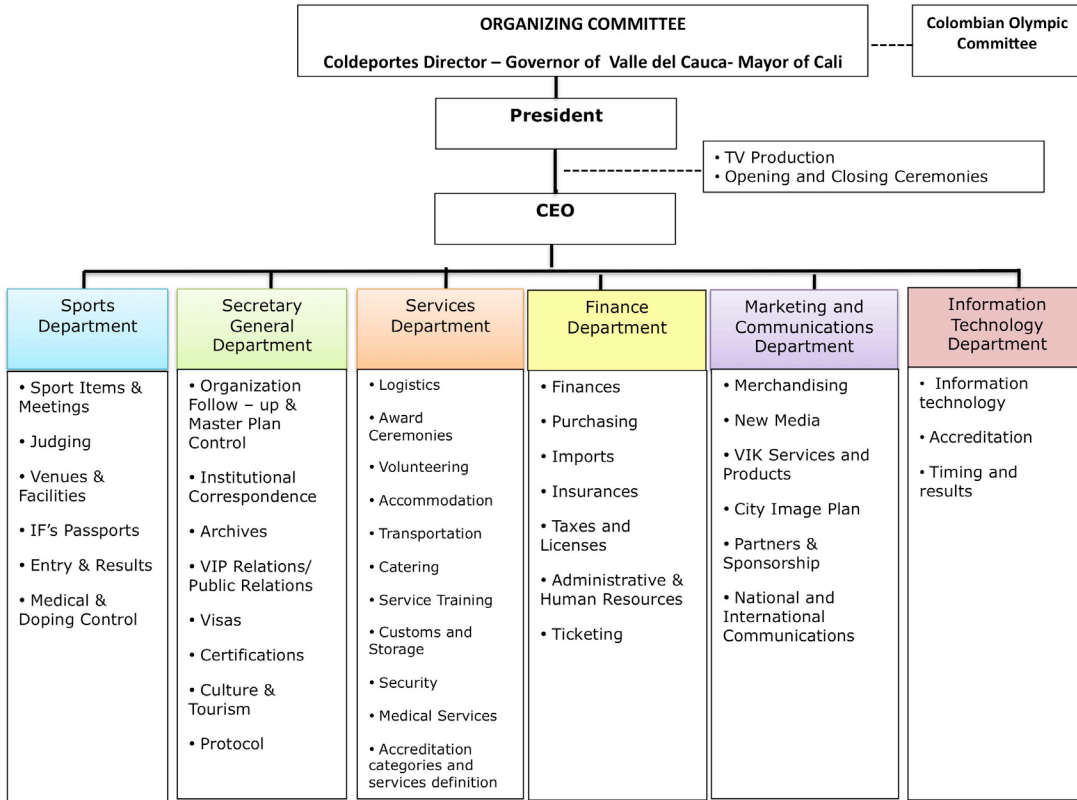 ORGANIZING COMMITTEE
Coldeportes Director – Governor of Valle del Cauca- Mayor of Cali
Colombian Olympic
Committee
President
• TV Production
• Opening and Closing Ceremonies
CEO
Sports
Department
• Sport Items &
Meetings
• Judging
• Venues &
Facilities
• IF's Passports
• Entry & Results
• Medical &
Doping Control
Secretary
General
Department
• Organization
Follow – up &
Master Plan
Control
• Institutional
Correspondence
• Archives
• VIP Relations/
Public Relations
• Visas
• Certifications
• Culture &
Tourism
• Protocol
Services
Department
• Logistics
• Award
Ceremonies
• Volunteering
• Accommodation
• Transportation
• Catering
• Service Training
• Customs and
Storage
• Security
• Medical Services
• Accreditation
categories and
services definition
Finance
Department
• Finances
• Purchasing
• Imports
• Insurances
• Taxes and
Licenses
• Administrative &
Human Resources
• Ticketing
Marketing and
Communications
Department
• Merchandising
• New Media
• VIK Services and
Products
• City Image Plan
• Partners &
Sponsorship
• National and
International
Communications
Information
Technology
Department
• Information
technology
• Accreditation
• Timing and
results